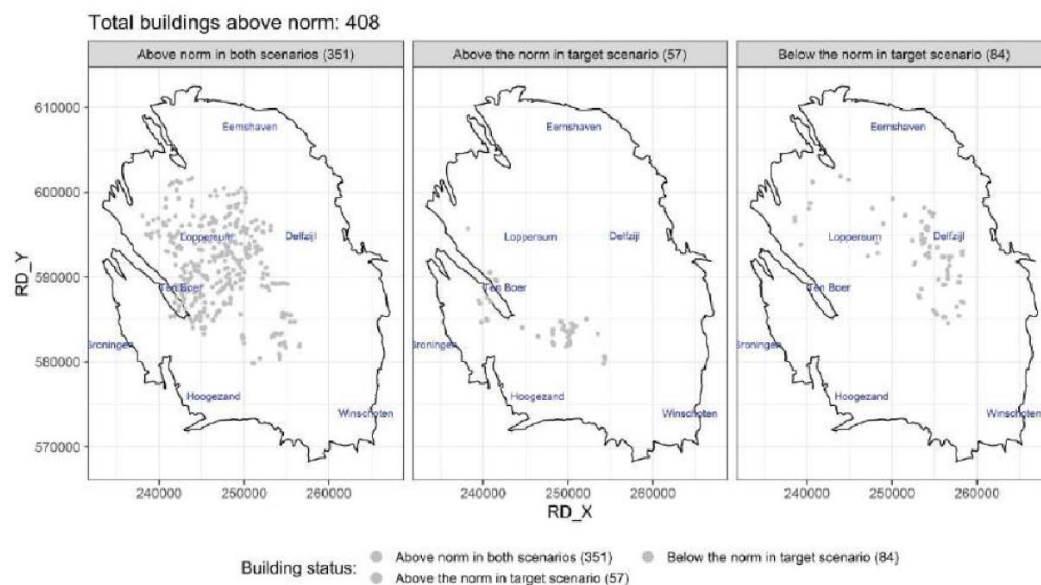 Total buildings above norm: 408
Above norm in both scenarios (351)
Above the norm in target scenario (57)
Below the norm in target scenario (84)
610000
600000
590000
580000
570000
RD_Y
Eemshaven
Loppersum
Delfzijl
Ten Boer
Groningen
Hoogezand
Winschoten
Eemshaven
Loppersum
Delfzijl
Ten Boer
Groningen
Hoogezand
Winschoten
Eemshaven
Loppersum
Delfzijl
Ten Boer
Groningen
Hoogezand
Winschoten
240000 250000 260000
240000 250000 260000
240000 250000 260000
RD_X
Building status:
Above norm in both scenarios (351)
Below the norm in target scenario (84)
Above the norm in target scenario (57)